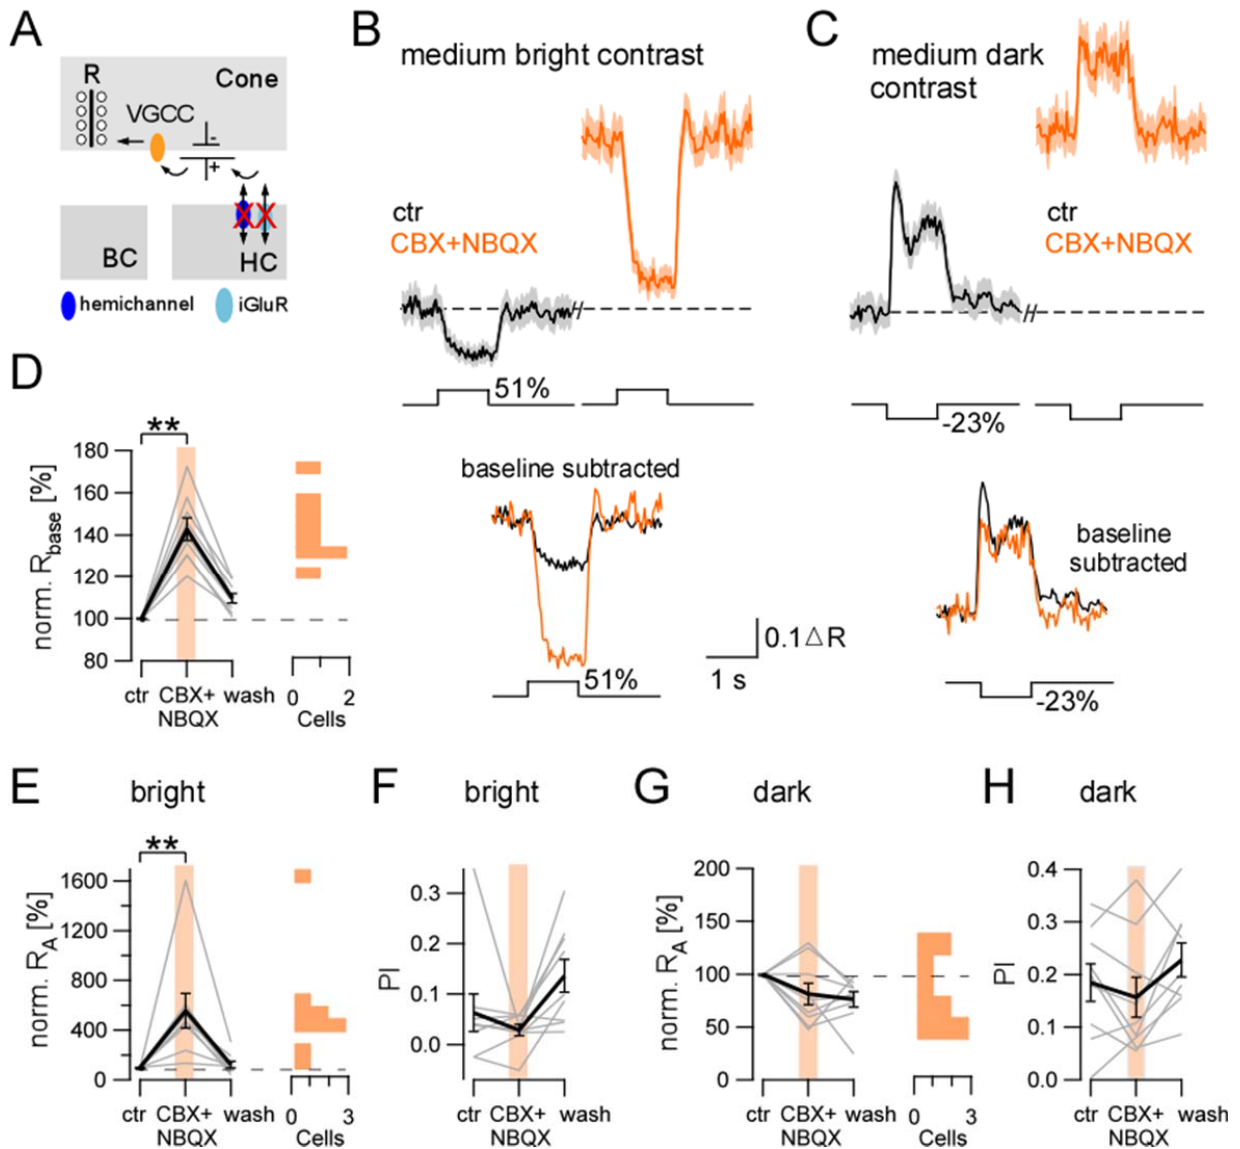 A
R
Cone
VGCC
-
+
BC
HC
hemichannel
iGluR
B
medium bright contrast
ctr
CBX+NBQX
//
51%
baseline subtracted
51%
0.1△R
1 s
C
medium dark
contrast
ctr
CBX+NBQX
//
-23%
baseline
subtracted
-23%
D
**
norm. Rbase [%]
180
160
140
120
100
80
ctr CBX+ wash
NBQX
0 2
Cells
E
bright
**
norm. RA [%]
1600
1200
800
400
0
ctr CBX+ wash
NBQX
0 3
Cells
F
bright
PI
0.3
0.2
0.1
0.0
ctr CBX+ wash
NBQX
G
dark
norm. RA [%]
200
150
100
50
0
ctr CBX+ wash
NBQX
0 3
Cells
H
dark
PI
0.4
0.3
0.2
0.1
0.0
ctr CBX+ wash
NBQX